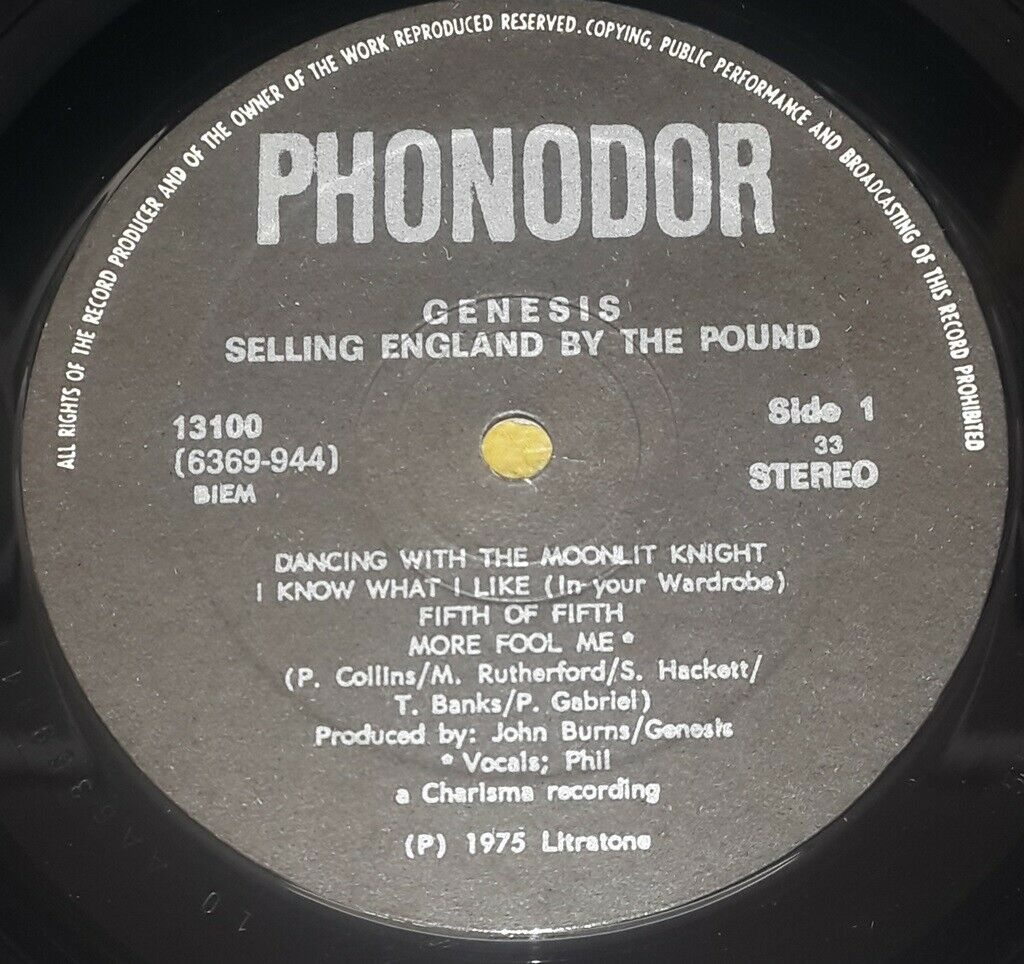 ALL RIGHTS OF THE RECORD PRODUCER AND OF THE OWNER OF THE WORK REPRODUCED RESERVED. COPYING, PUBLIC PERFORMANCE AND BROADCASTING OF THIS RECORD PROHIBITED
PHONODOR
GENESIS
SELLING ENGLAND BY THE POUND
13100
(6369-944)
BIEM
Side 1
33
STEREO
DANCING WITH THE MOONLIT KNIGHT
I KNOW WHAT I LIKE (In your Wardrobe)
FIFTH OF FIFTH
MORE FOOL ME *
(P. Collins/M. Rutherford/S. Hackett/
T. Banks/P. Gabriel)
Produced by: John Burns/Genesis
* Vocals; Phil
a Charisma recording
(P) 1975 Litratone